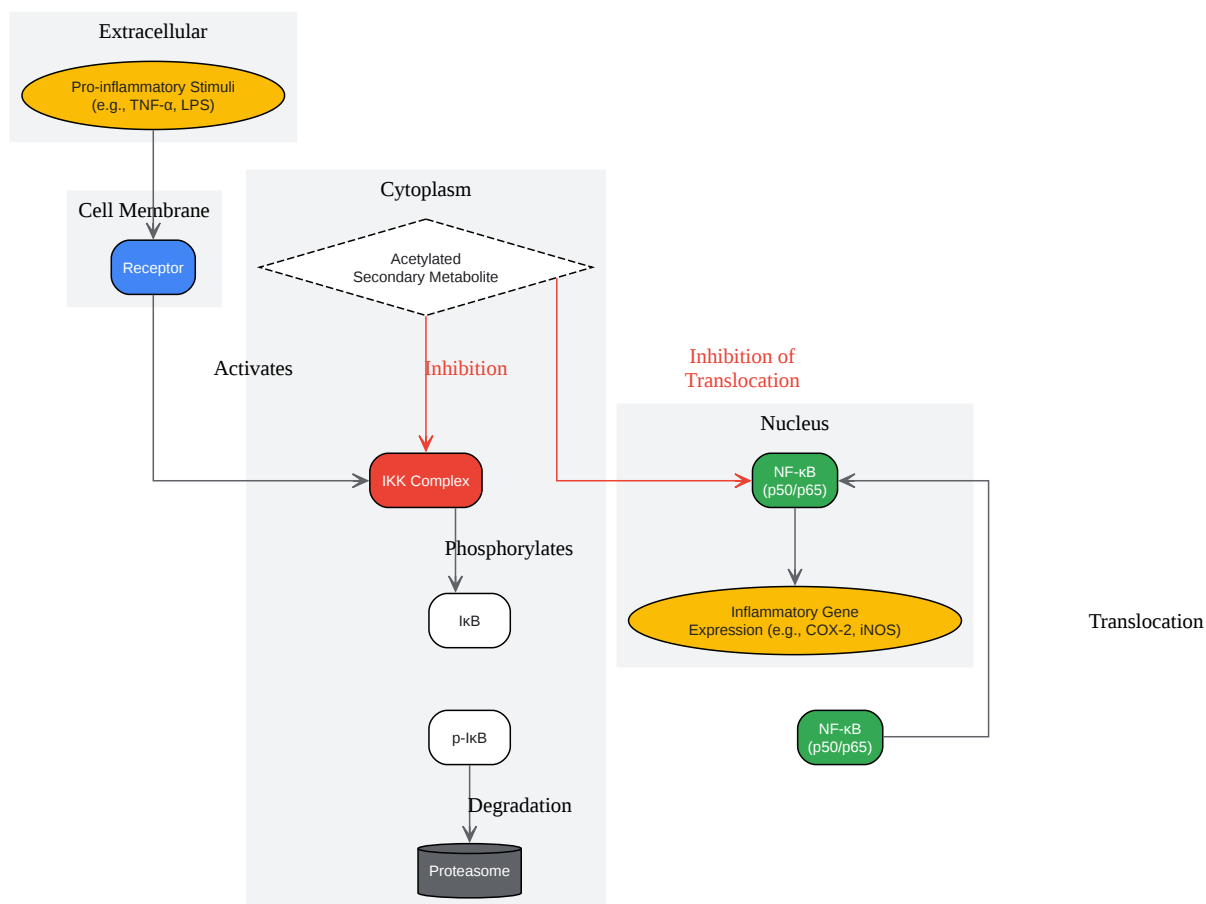 Extracellular
Pro-inflammatory Stimuli
(e.g., TNF-α, LPS)
Cytoplasm
Cell Membrane
Receptor
Acetylated
Secondary Metabolite
Activates
Inhibition
Inhibition of
Translocation
Nucleus
IKK Complex
NF-κB
(p50/p65)
Phosphorylates
IκB
Inflammatory Gene
Expression (e.g., COX-2, iNOS)
Translocation
p-IκB
NF-κB
(p50/p65)
Degradation
Proteasome